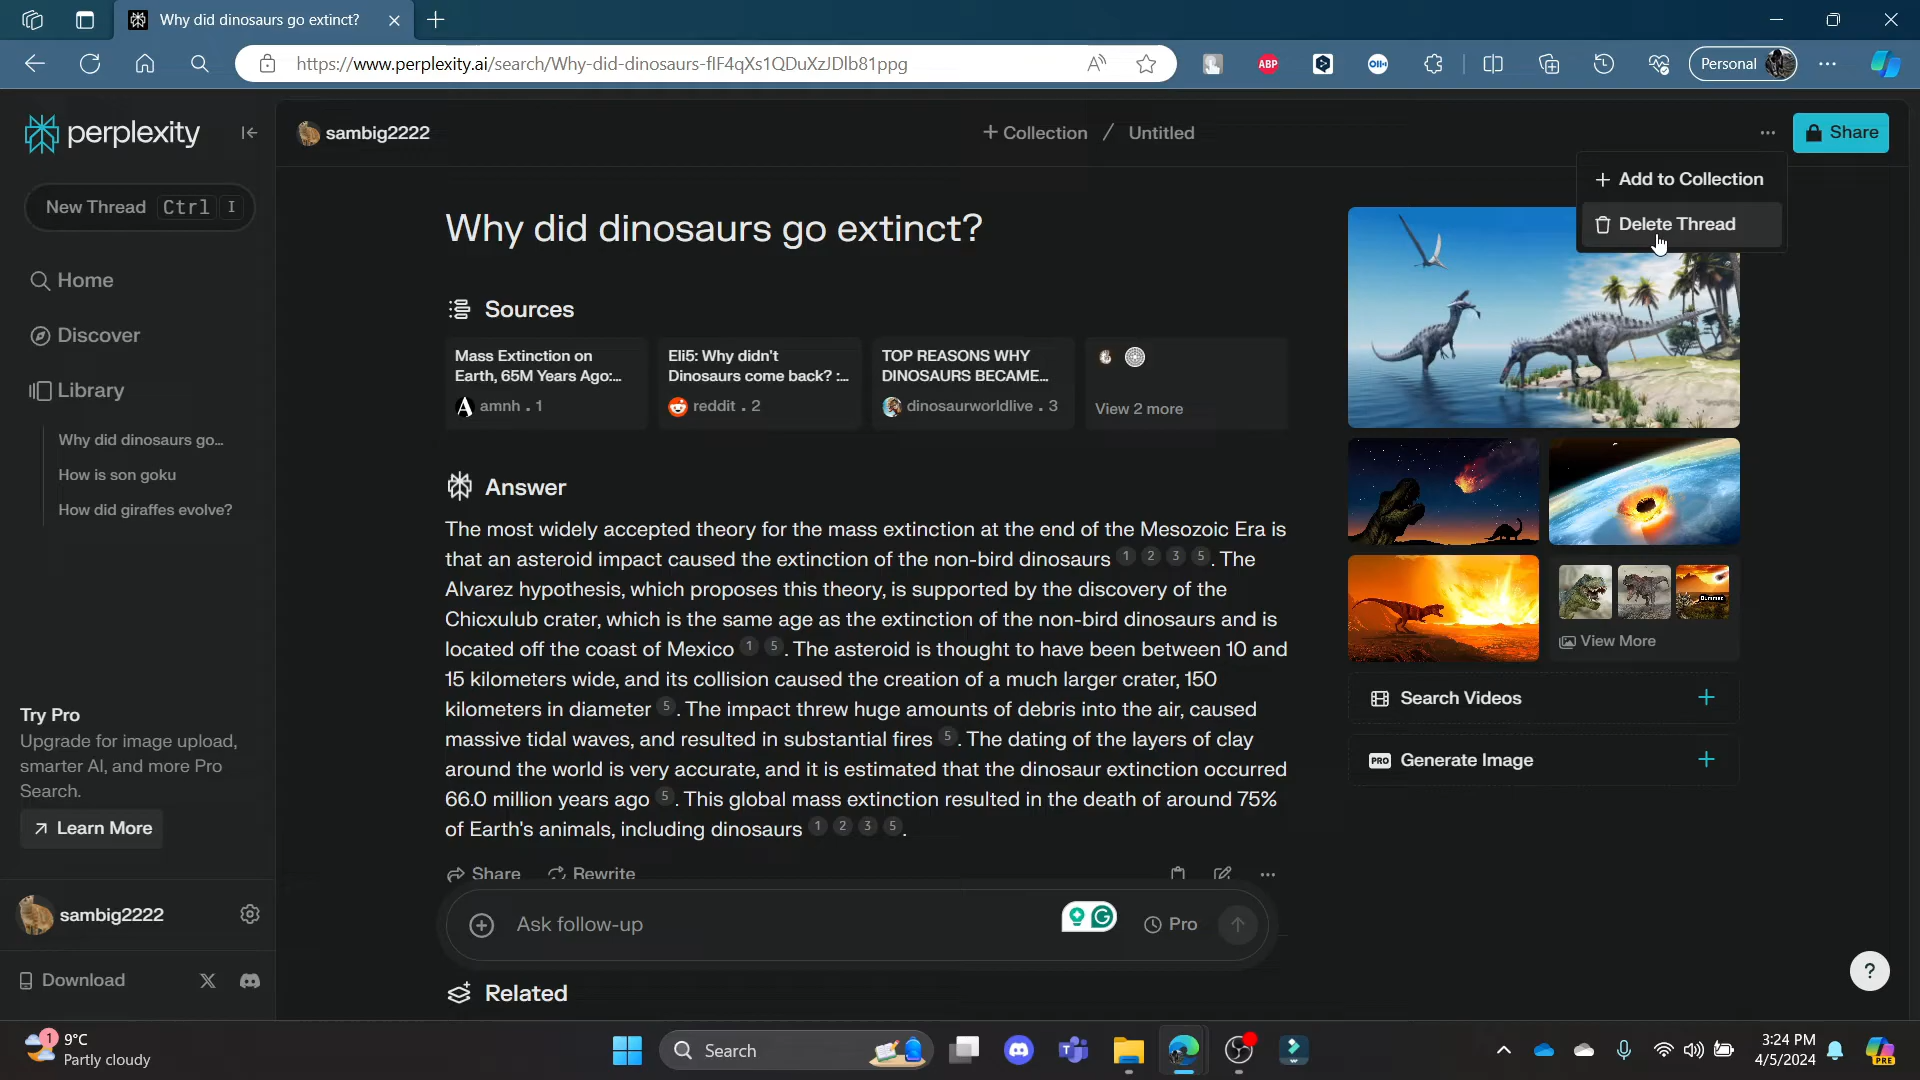 Why did dinosaurs go extinct?
https://www.perplexity.ai/search/Why-did-dinosaurs-fIF4qXs1QDuXzJDlb81ppg
ABP
Personal
perplexity
sambig2222
+ Collection / Untitled
Share
New Thread Ctrl I
+ Add to Collection
Delete Thread
Home
Discover
Library
Why did dinosaurs go...
How is son goku
How did giraffes evolve?
Why did dinosaurs go extinct?
Sources
Mass Extinction on
Earth, 65M Years Ago:...
amnh . 1
Eli5: Why didn't
Dinosaurs come back? :...
reddit . 2
TOP REASONS WHY
DINOSAURS BECAME...
dinosaurworldlive . 3
View 2 more
Answer
The most widely accepted theory for the mass extinction at the end of the Mesozoic Era is
that an asteroid impact caused the extinction of the non-bird dinosaurs 1 2 3 5 . The
Alvarez hypothesis, which proposes this theory, is supported by the discovery of the
Chicxulub crater, which is the same age as the extinction of the non-bird dinosaurs and is
located off the coast of Mexico 1 5 . The asteroid is thought to have been between 10 and
15 kilometers wide, and its collision caused the creation of a much larger crater, 150
kilometers in diameter 5 . The impact threw huge amounts of debris into the air, caused
massive tidal waves, and resulted in substantial fires 5 . The dating of the layers of clay
around the world is very accurate, and it is estimated that the dinosaur extinction occurred
66.0 million years ago 5 . This global mass extinction resulted in the death of around 75%
of Earth's animals, including dinosaurs 1 2 3 5 .
Share Rewrite
Ask follow-up
Pro
Related
View More
Search Videos +
PRO Generate Image +
Try Pro
Upgrade for image upload,
smarter AI, and more Pro
Search.
Learn More
sambig2222
Download
?
1 9°C
Partly cloudy
Search
3:24 PM
4/5/2024
PRE